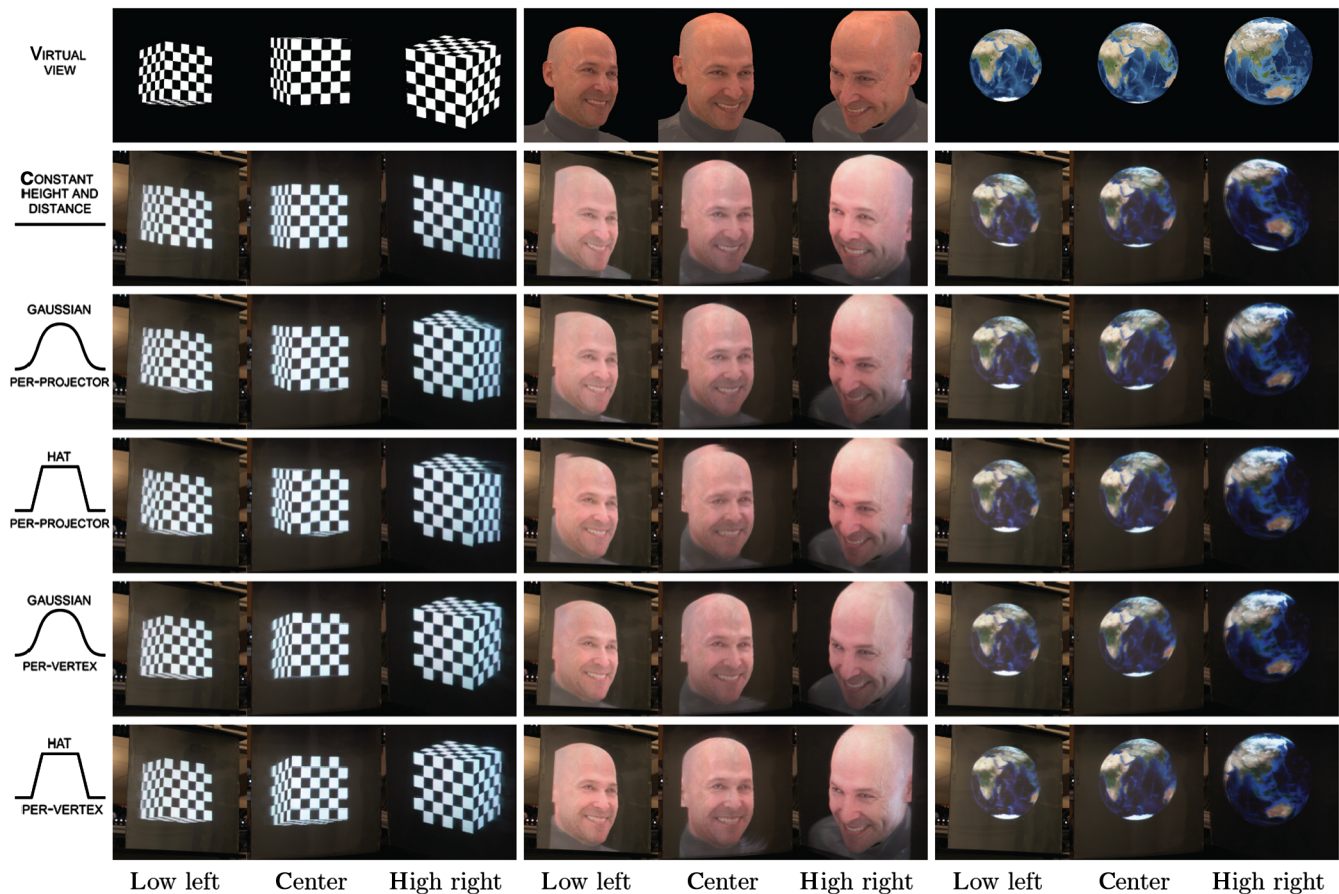 VIRTUAL
VIEW
CONSTANT
HEIGHT AND
DISTANCE
GAUSSIAN
PER-PROJECTOR
HAT
PER-PROJECTOR
GAUSSIAN
PER-VERTEX
HAT
PER-VERTEX
Low left Center High right Low left Center High right Low left Center High right